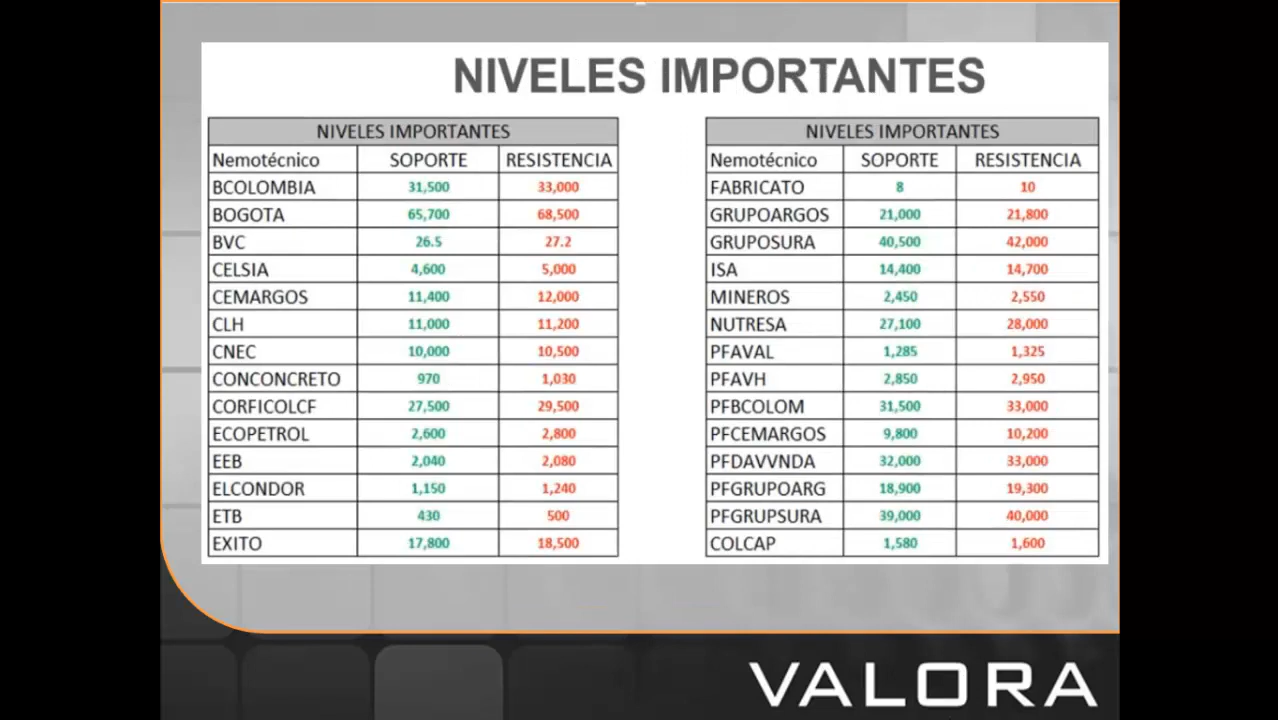 NIVELES IMPORTANTES
NIVELES IMPORTANTES
Nemotécnico SOPORTE RESISTENCIA
BCOLOMBIA 31,500 33,000
BOGOTA 65,700 68,500
BVC 26.5 27.2
CELSIA 4,600 5,000
CEMARGOS 11,400 12,000
CLH 11,000 11,200
CNEC 10,000 10,500
CONCONCRETO 970 1,030
CORFICOLCF 27,500 29,500
ECOPETROL 2,600 2,800
EEB 2,040 2,080
ELCONDOR 1,150 1,240
ETB 430 500
EXITO 17,800 18,500
NIVELES IMPORTANTES
Nemotécnico SOPORTE RESISTENCIA
FABRICATO 8 10
GRUPOARGOS 21,000 21,800
GRUPOSURA 40,500 42,000
ISA 14,400 14,700
MINEROS 2,450 2,550
NUTRESA 27,100 28,000
PFAVAL 1,285 1,325
PFAVH 2,850 2,950
PFBCOLOM 31,500 33,000
PFCEMARGOS 9,800 10,200
PFDAVVNDA 32,000 33,000
PFGRUPOARG 18,900 19,300
PFGRUPSURA 39,000 40,000
COLCAP 1,580 1,600
VALORA